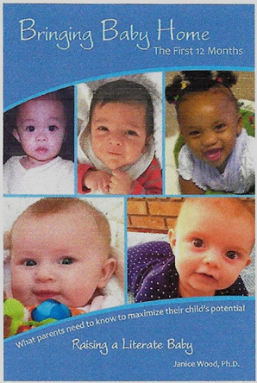 Bringing Baby Home
The First 12 Months
What parents need to know to maximize their child's potential
Raising a Literate Baby
Janice Wood, Ph.D.